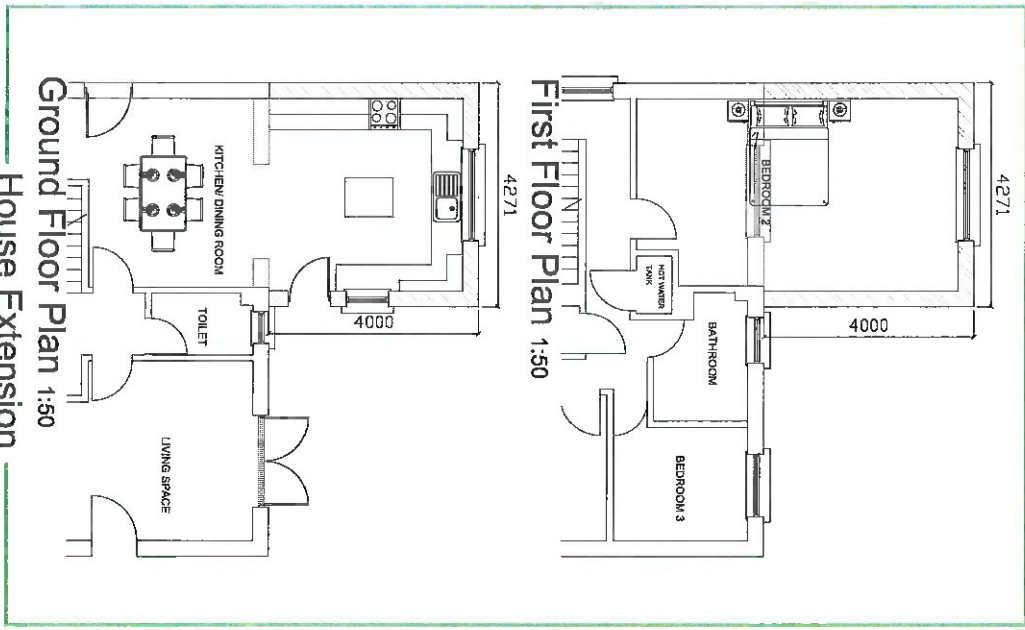 4271
4000
BEDROOM 2
HOT WATER
TANK
BATHROOM
BEDROOM 3
First Floor Plan 1:50
4271
4000
KITCHEN/ DINING ROOM
TOILET
LIVING SPACE
Ground Floor Plan 1:50
House Extension